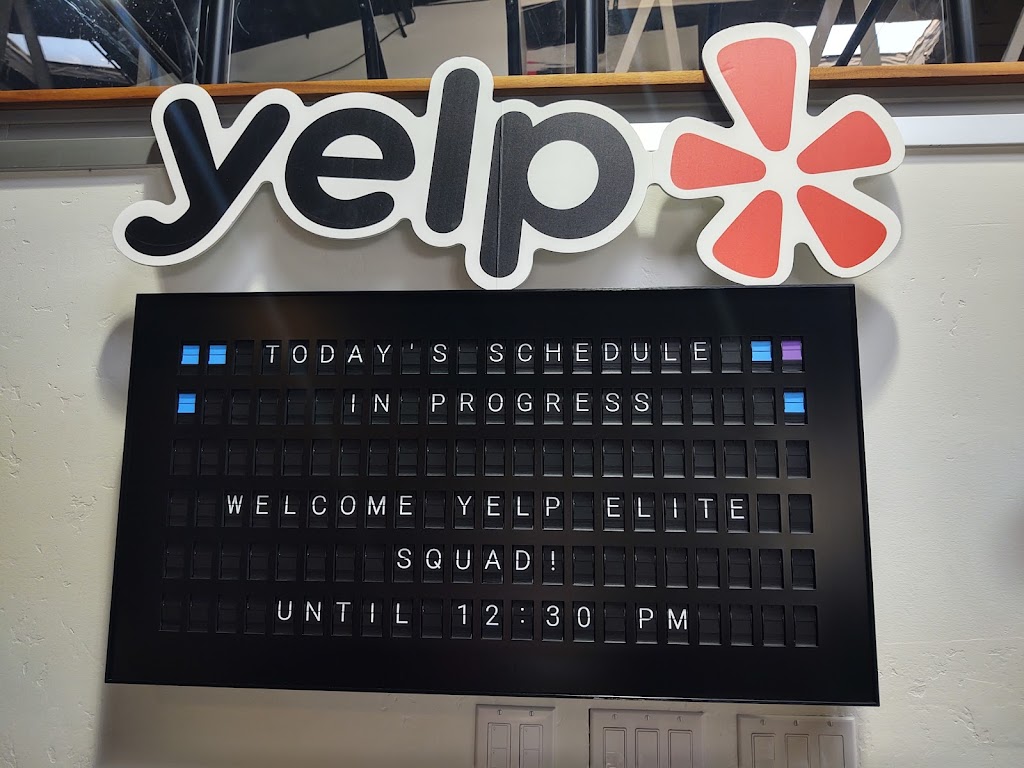 yelp
TODAY'S SCHEDULE
IN PROGRESS
WELCOME YELP ELITE
SQUAD!
UNTIL 12:30 PM